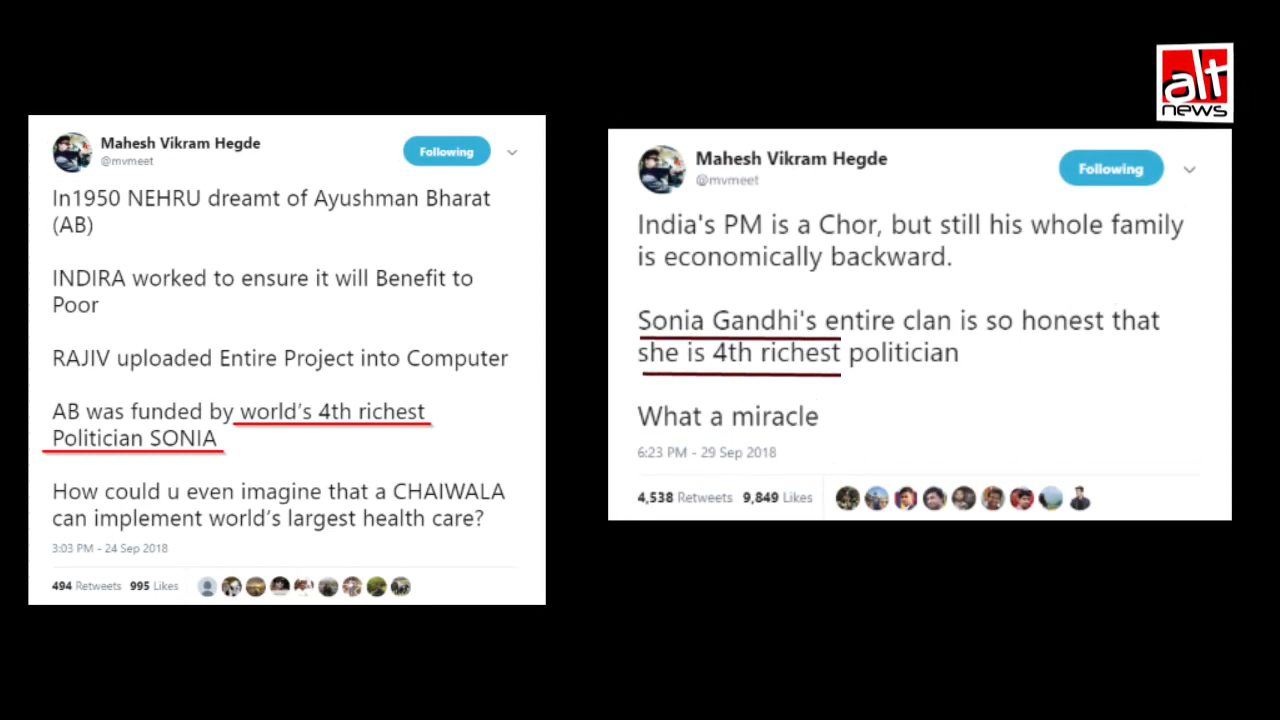 alt
news
Mahesh Vikram Hegde
@mvmeet
Following
In1950 NEHRU dreamt of Ayushman Bharat
(AB)
INDIRA worked to ensure it will Benefit to
Poor
RAJIV uploaded Entire Project into Computer
AB was funded by world's 4th richest
Politician SONIA
How could u even imagine that a CHAIWALA
can implement world's largest health care?
3:03 PM - 24 Sep 2018
494 Retweets 995 Likes
Mahesh Vikram Hegde
@mvmeet
Following
India's PM is a Chor, but still his whole family
is economically backward.
Sonia Gandhi's entire clan is so honest that
she is 4th richest politician
What a miracle
6:23 PM - 29 Sep 2018
4,538 Retweets 9,849 Likes